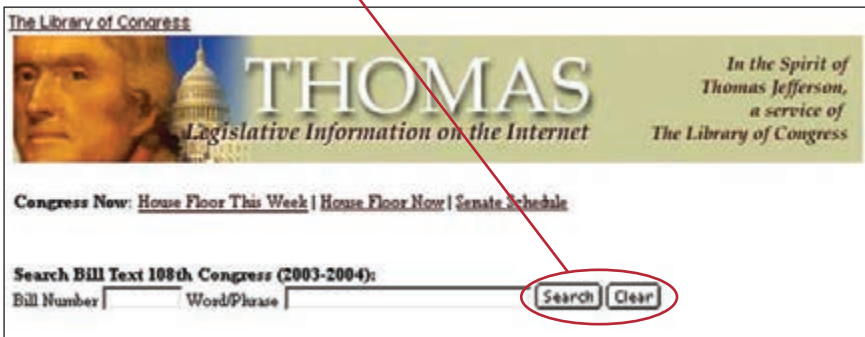 The Library of Congress
THOMAS
Legislative Information on the Internet
In the Spirit of
Thomas Jefferson,
a service of
The Library of Congress
Congress Now: House Floor This Week | House Floor Now | Senate Schedule
Search Bill Text 108th Congress (2003-2004):
Bill Number Word/Phrase Search Clear